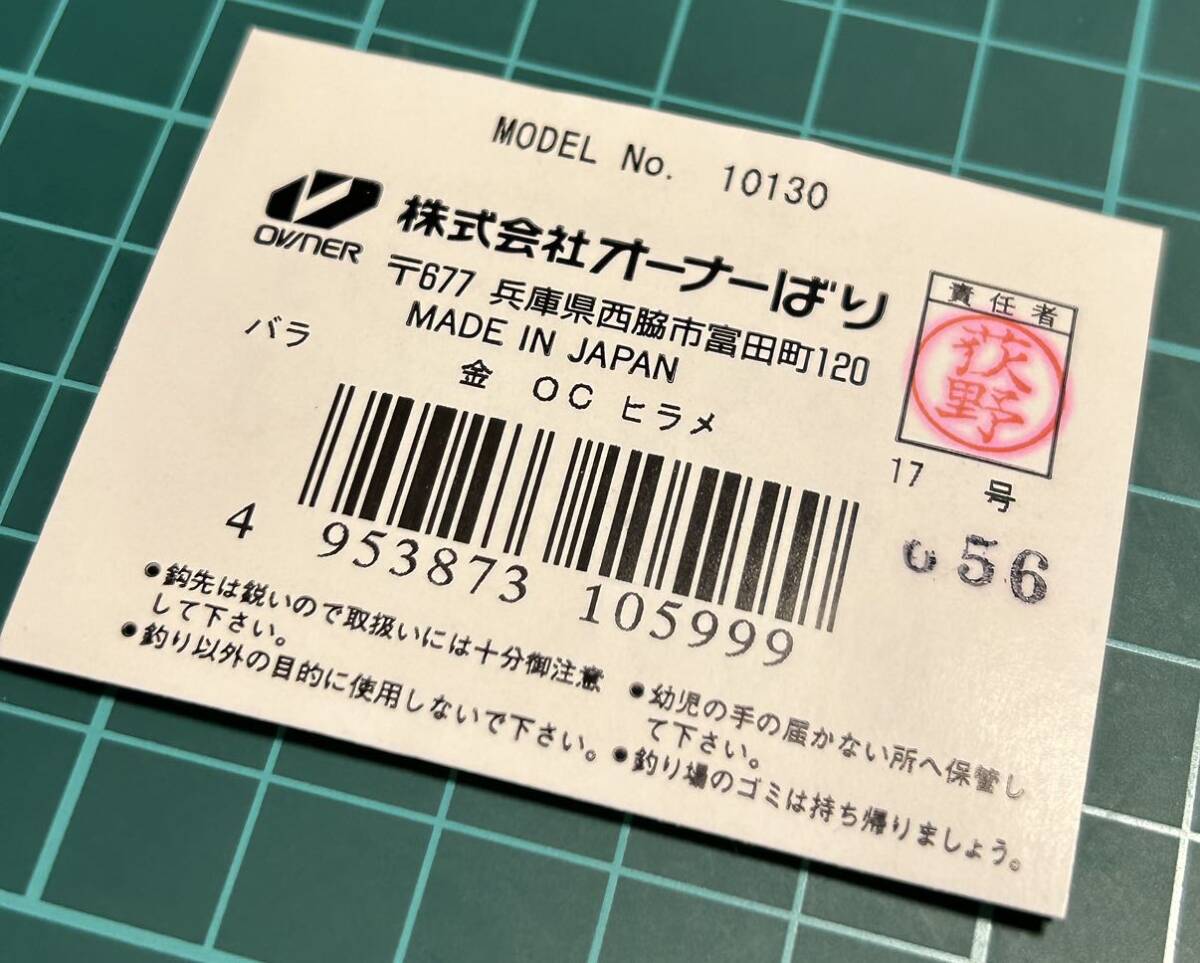 MODEL No. 10130
OWNER
株式会社オーナーばり
〒677 兵庫県西脇市富田町120
MADE IN JAPAN
バラ
金 OC ヒラメ
責任者
荻野
17 号
56
4 953873 105999
●鈎先は鋭いので取扱いには十分御注意
して下さい。
●釣り以外の目的に使用しないで下さい。
●幼児の手の届かない所へ保管し
て下さい。
●釣り場のゴミは持ち帰りましょう。